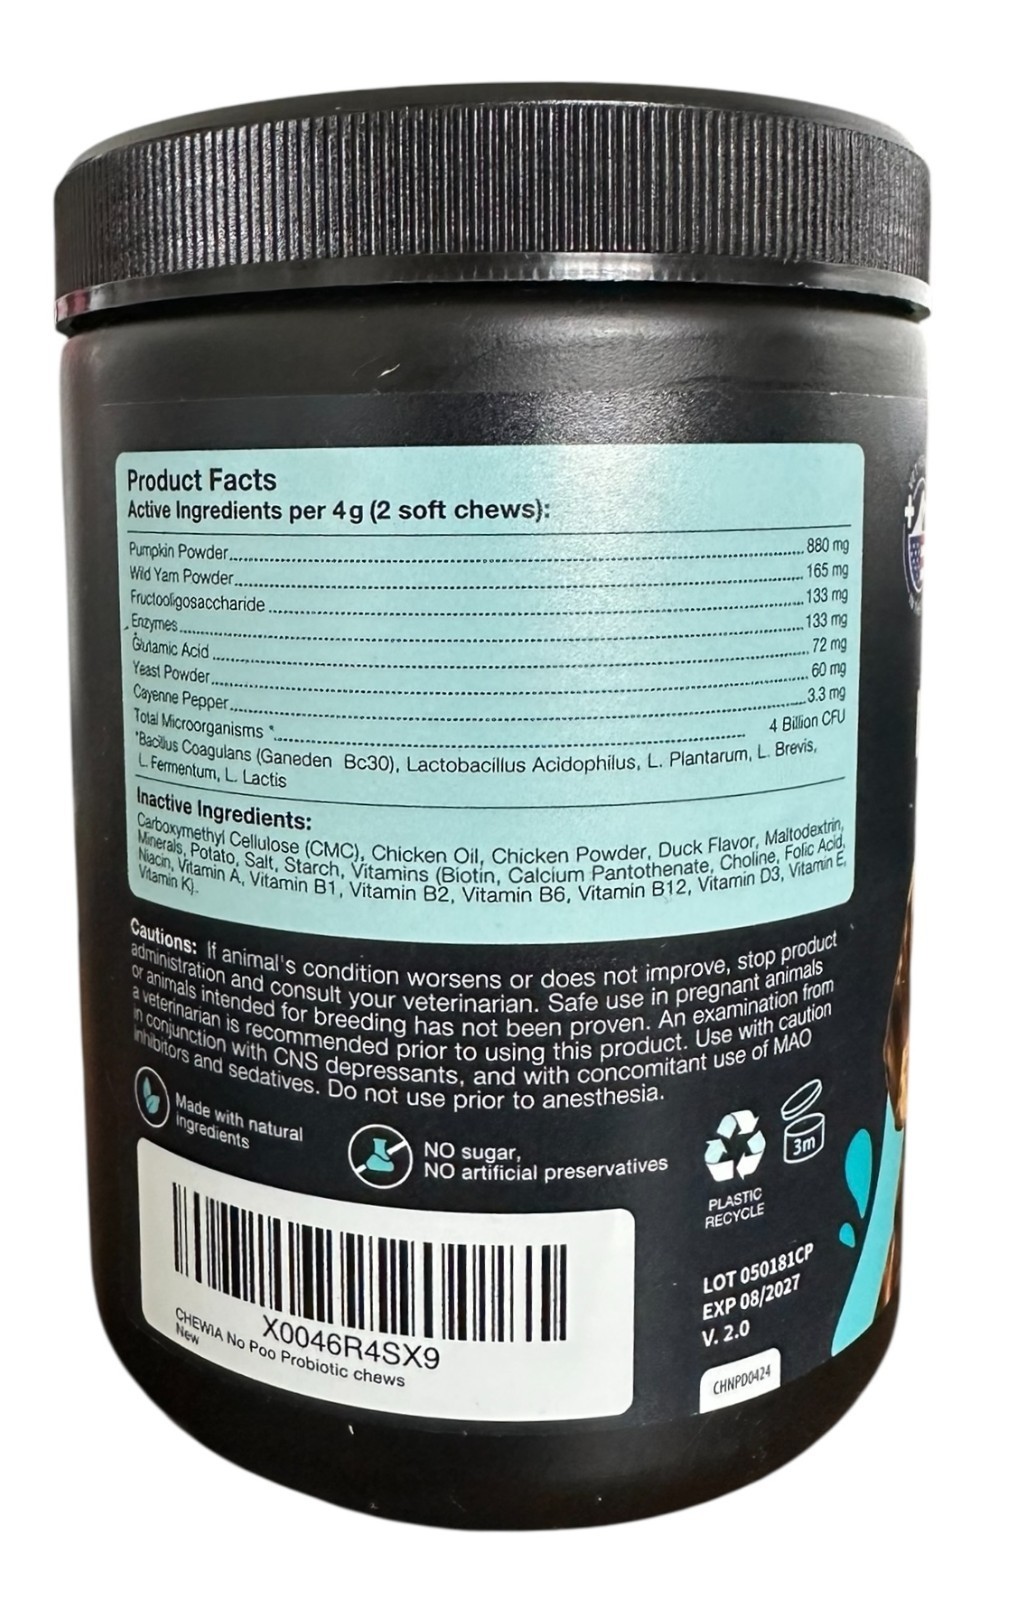 Product Facts
Active Ingredients per 4g (2 soft chews):
Pumpkin Powder 880 mg
Wild Yam Powder 165 mg
Fructooligosaccharide 133 mg
Enzymes 133 mg
Glutamic Acid 72 mg
Yeast Powder 60 mg
Cayenne Pepper 3.3 mg
Total Microorganisms * 4 Billion CFU
*Bacillus Coagulans (Ganeden Bc30), Lactobacillus Acidophilus, L. Plantarum, L. Brevis,
L. Fermentum, L. Lactis
Inactive Ingredients:
Carboxymethyl Cellulose (CMC), Chicken Oil, Chicken Powder, Duck Flavor, Maltodextrin,
Minerals, Potato, Salt, Starch, Vitamins (Biotin, Calcium Pantothenate, Choline, Folic Acid,
Niacin, Vitamin A, Vitamin B1, Vitamin B2, Vitamin B6, Vitamin B12, Vitamin D3, Vitamin E,
Vitamin K).
Cautions: If animal's condition worsens or does not improve, stop product
administration and consult your veterinarian. Safe use in pregnant animals
or animals intended for breeding has not been proven. An examination from
a veterinarian is recommended prior to using this product. Use with caution
in conjunction with CNS depressants, and with concomitant use of MAO
inhibitors and sedatives. Do not use prior to anesthesia.
Made with natural
ingredients
NO sugar,
NO artificial preservatives
3m
PLASTIC
RECYCLE
X0046R4SX9
CHEWIA No Poo Probiotic chews
New
LOT 050181CP
EXP 08/2027
V. 2.0
CHNPD0424